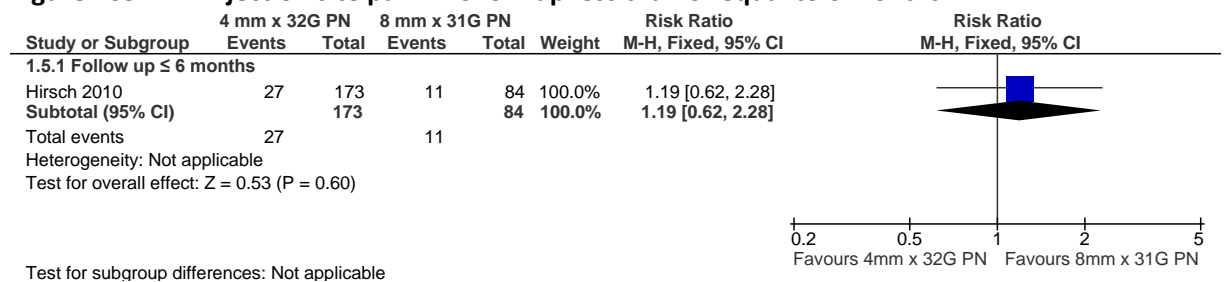 4 mm x 32G PN 8 mm x 31G PN Risk Ratio Risk Ratio
Study or Subgroup Events Total Events Total Weight M-H, Fixed, 95% CI M-H, Fixed, 95% CI
1.5.1 Follow up ≤ 6 months
Hirsch 2010 27 173 11 84 100.0% 1.19 [0.62, 2.28]
Subtotal (95% CI) 173 84 100.0% 1.19 [0.62, 2.28]
Total events 27 11
Heterogeneity: Not applicable
Test for overall effect: Z = 0.53 (P = 0.60)
0.2 0.5 1 2 5
Favours 4mm x 32G PN Favours 8mm x 31G PN
Test for subgroup differences: Not applicable